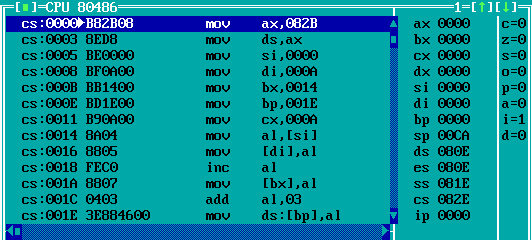 [■]=CPU 80486 1=[↑][↓]
cs:0000▶B82B08 mov ax,082B ax 0000 c=0
cs:0003 8ED8 mov ds,ax bx 0000 z=0
cs:0005 BE0000 mov si,0000 cx 0000 s=0
cs:0008 BF0A00 mov di,000A dx 0000 o=0
cs:000B BB1400 mov bx,0014 si 0000 p=0
cs:000E BD1E00 mov bp,001E di 0000 a=0
cs:0011 B90A00 mov cx,000A bp 0000 i=1
cs:0014 8A04 mov al,[si] sp 00CA d=0
cs:0016 8805 mov [di],al ds 080E
cs:0018 FEC0 inc al es 080E
cs:001A 8807 mov [bx],al ss 081E
cs:001C 0403 add al,03 cs 082E
cs:001E 3E884600 mov ds:[bp],al ip 0000